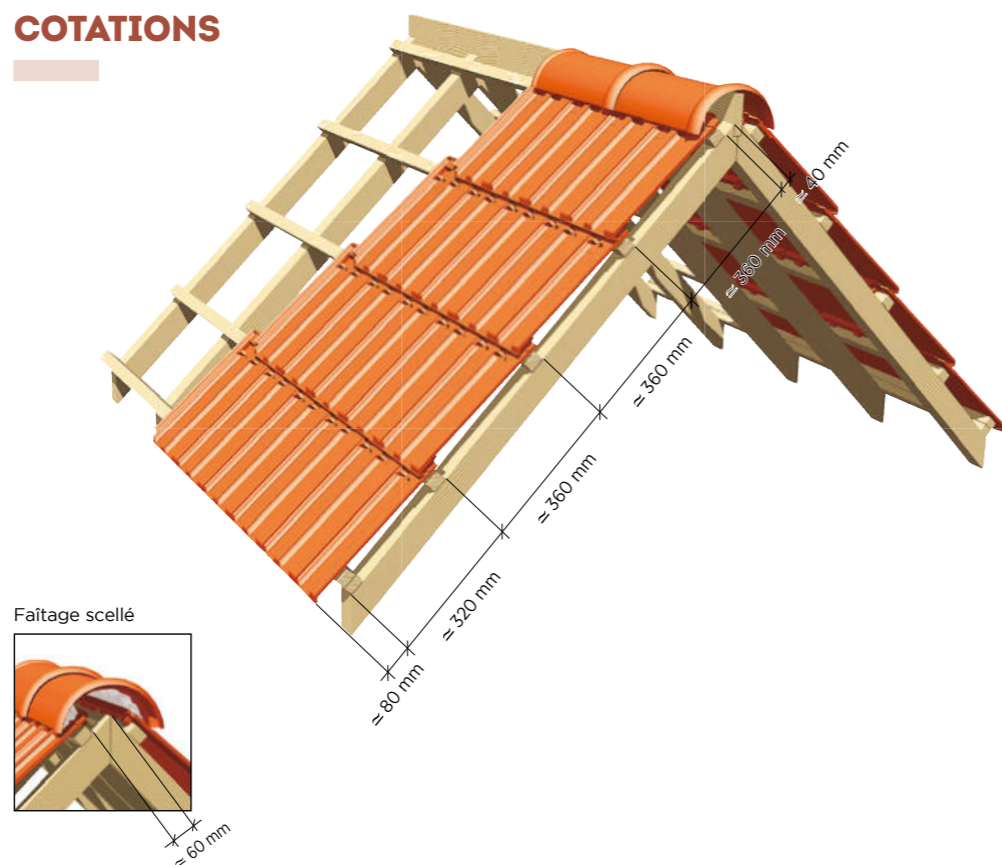 COTATIONS
≃ 40 mm
≃ 360 mm
≃ 360 mm
≃ 360 mm
≃ 320 mm
≃ 80 mm
Faîtage scellé
≃ 60 mm